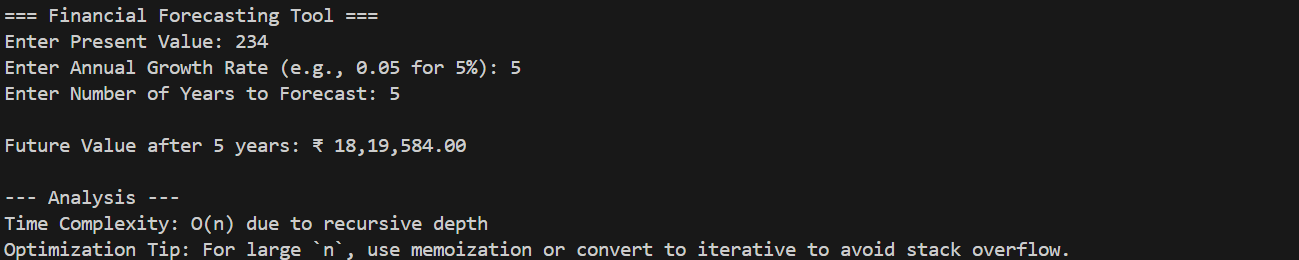 === Financial Forecasting Tool ===
Enter Present Value: 234
Enter Annual Growth Rate (e.g., 0.05 for 5%): 5
Enter Number of Years to Forecast: 5
Future Value after 5 years: ₹ 18,19,584.00
--- Analysis ---
Time Complexity: O(n) due to recursive depth
Optimization Tip: For large `n`, use memoization or convert to iterative to avoid stack overflow.